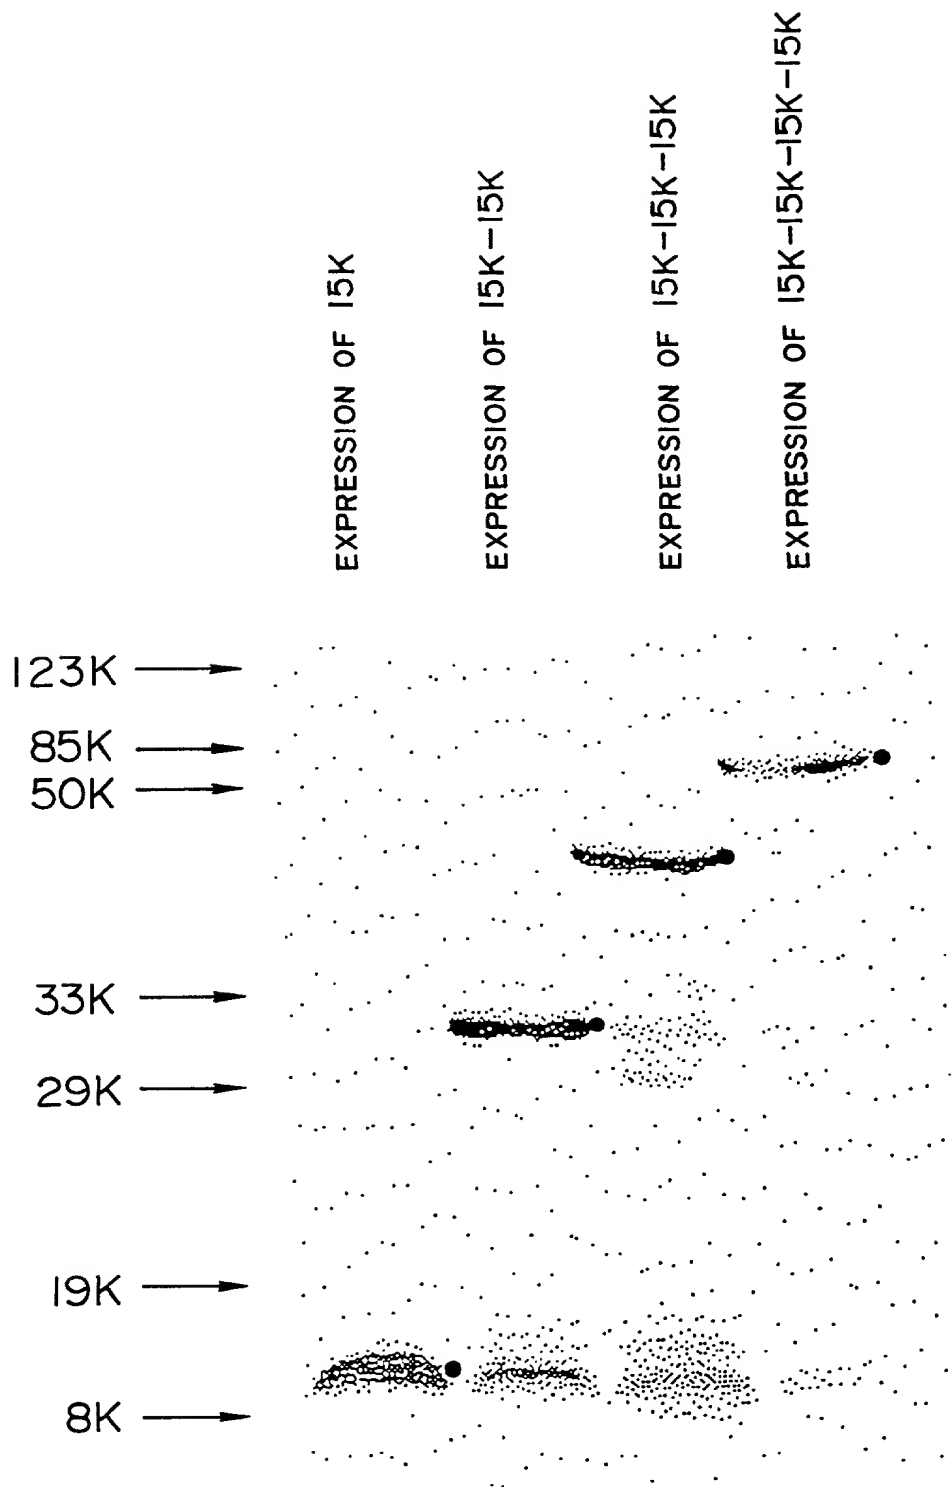 EXPRESSION OF 15K
EXPRESSION OF 15K-15K
EXPRESSION OF 15K-15K-15K
EXPRESSION OF 15K-15K-15K-15K
123K
85K
50K
33K
29K
19K
8K